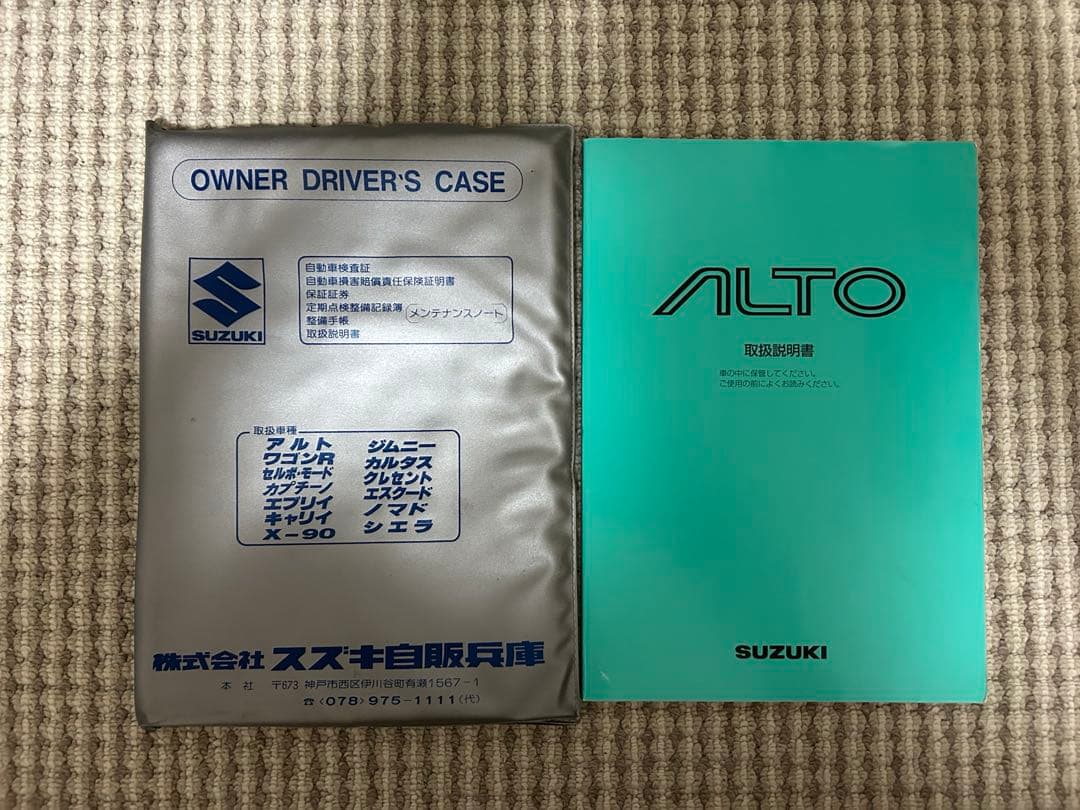 OWNER DRIVER'S CASE
SUZUKI
自動車検査証
自動車損害賠償責任保険証明書
保証証券
定期点検整備記録簿
整備手帳
メンテナンスノート
取扱説明書
取扱車種
アルト
ワゴンR
セルボ・モード
カプチーノ
エブリイ
キャリイ
X-90
ジムニー
カルタス
クレセント
エスクード
ノマド
シエラ
株式会社 スズキ自販兵庫
本社 〒673 神戸市西区伊川谷町有瀬1567-1
☎〈078〉975-1111(代)
ALTO
取扱説明書
車の中に保管してください。
ご使用の前によくお読みください。
SUZUKI